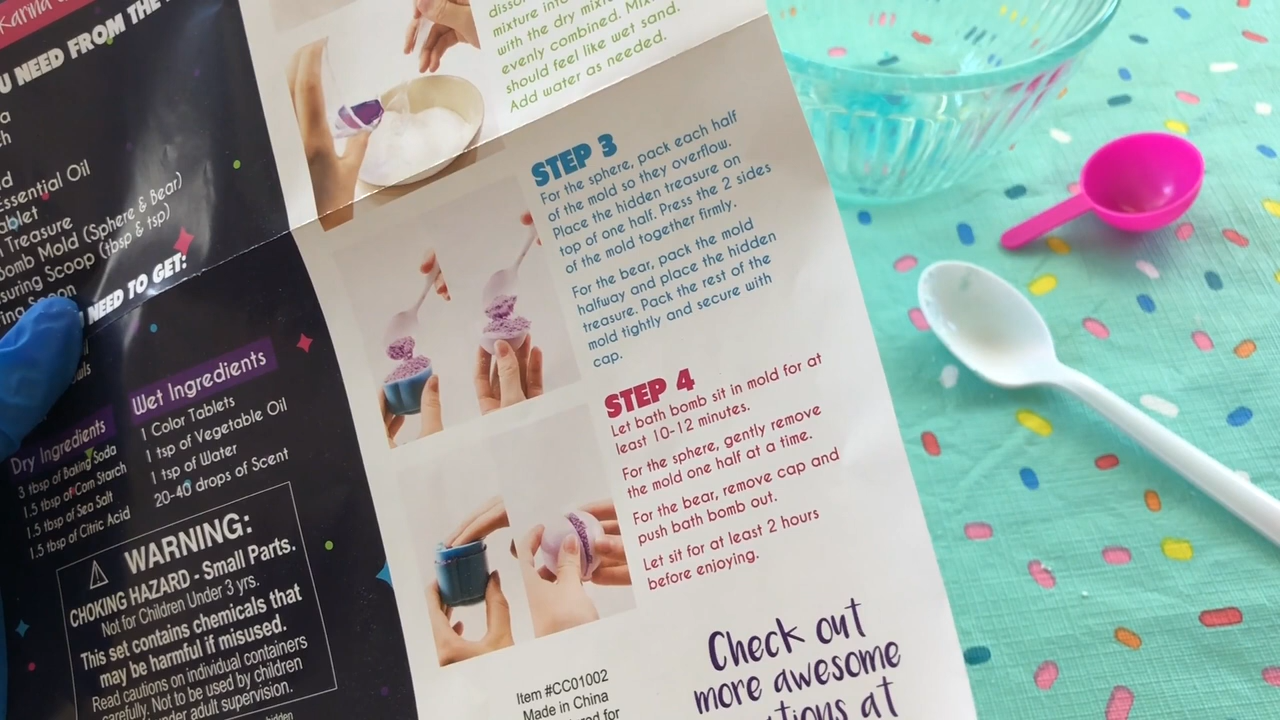 Karina
U NEED FROM THE
Essential Oil
Treasure
Bomb Mold (Sphere & Bear)
Scoop (tbsp & tsp)
NEED TO GET:
Dry Ingredients
3 tbsp of Baking Soda
1.5 tbsp of Corn Starch
1.5 tbsp of Sea Salt
1.5 tbsp of Citric Acid
Wet Ingredients
1 Color Tablets
1 tsp of Vegetable Oil
1 tsp of Water
20-40 drops of Scent
WARNING:
CHOKING HAZARD - Small Parts.
Not for Children Under 3 yrs.
This set contains chemicals that
may be harmful if misused.
Read cautions on individual containers
carefully. Not to be used by children
under adult supervision.
mixture into
with the dry
evenly combined.
should feel like wet sand.
Add water as needed.
STEP 3
For the sphere, pack each half
of the mold so they overflow.
Place the hidden treasure on
top of one half. Press the 2 sides
of the mold together firmly.
For the bear, pack the mold
halfway and place the hidden
treasure. Pack the rest of the
mold tightly and secure with
cap.
STEP 4
Let bath bomb sit in mold for at
least 10-12 minutes.
For the sphere, gently remove
the mold one half at a time.
For the bear, remove cap and
push bath bomb out.
Let sit for at least 2 hours
before enjoying.
Item #CC01002
Made in China
for
Check out
more awesome
at